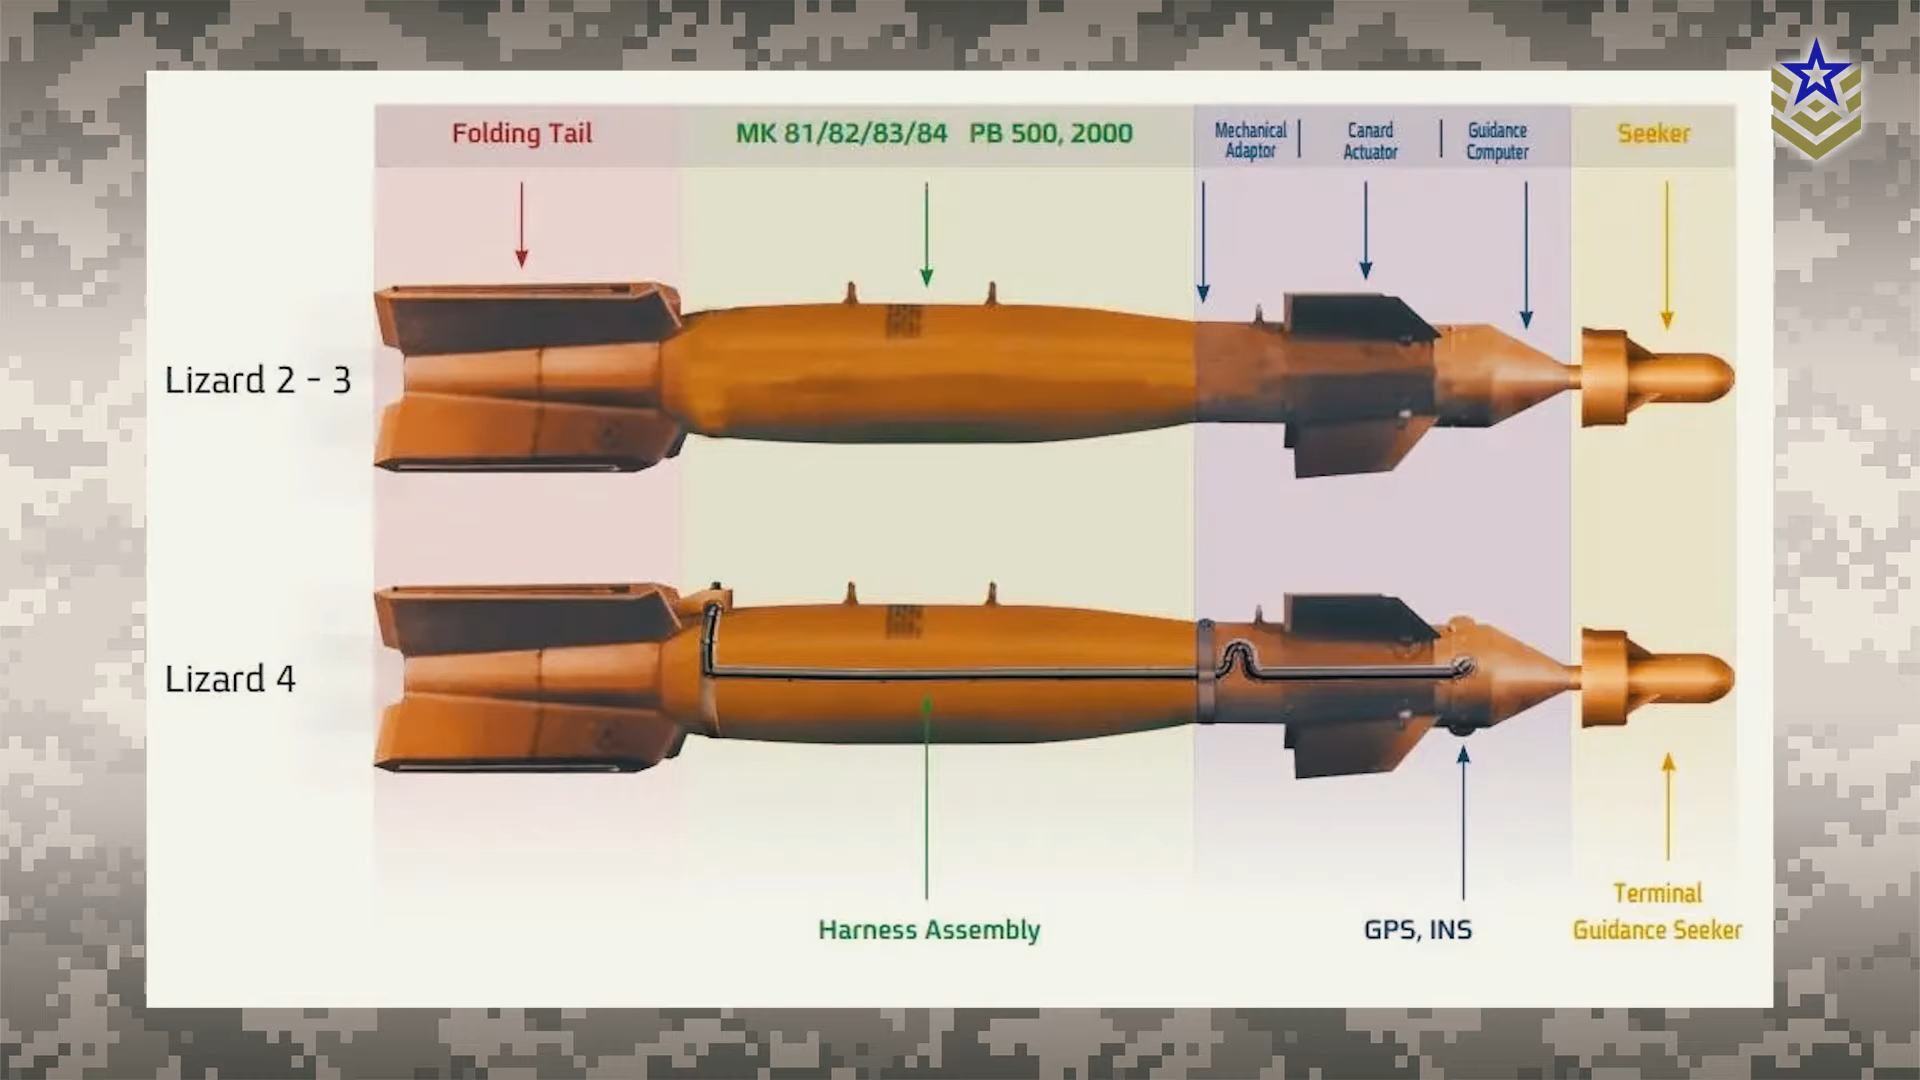 Folding Tail
MK 81/82/83/84 PB 500, 2000
Mechanical
Adaptor
Canard
Actuator
Guidance
Computer
Seeker
Lizard 2 - 3
Lizard 4
Harness Assembly
GPS, INS
Terminal
Guidance Seeker